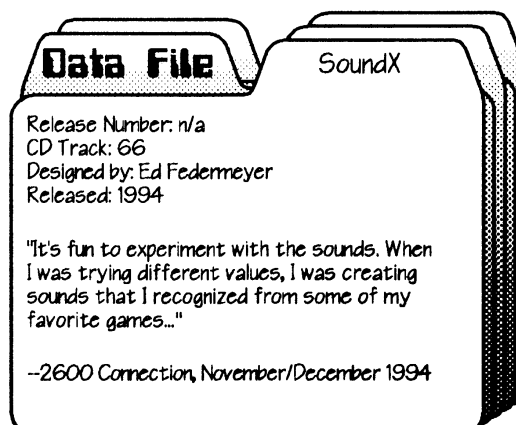 Data File
SoundX
Release Number: n/a
CD Track: 66
Designed by: Ed Federmeyer
Released: 1994
"It's fun to experiment with the sounds. When
I was trying different values, I was creating
sounds that I recognized from some of my
favorite games..."
--2600 Connection, November/December 1994